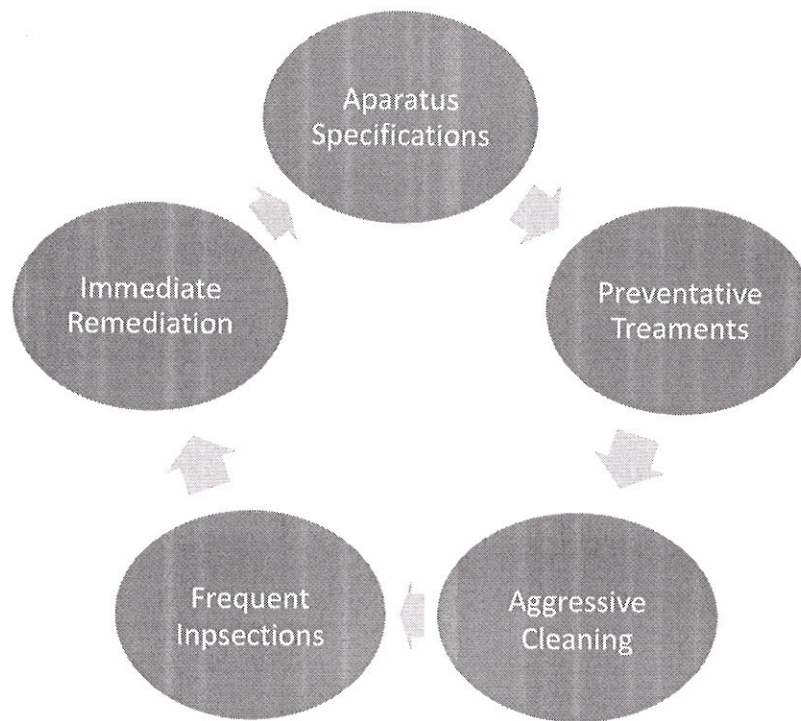 Aparatus
Specifications
Preventative
Treaments
Aggressive
Cleaning
Frequent
Inpsections
Immediate
Remediation